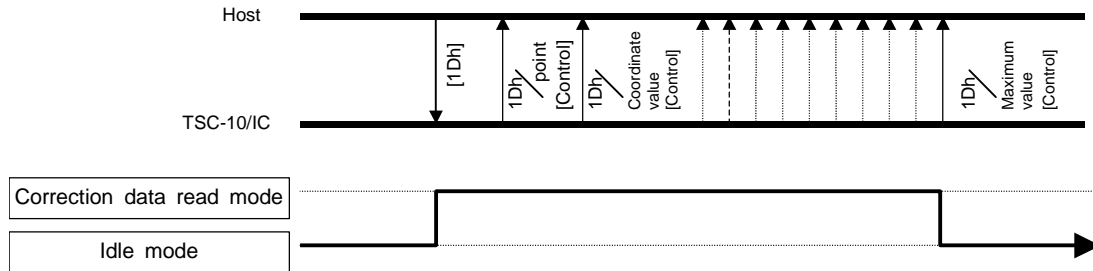 Host
[1Dh]
1Dh
point
[Control]
1Dh
Coordinate
value
[Control]
1Dh
Maximum
value
[Control]
TSC-10/IC
Correction data read mode
Idle mode